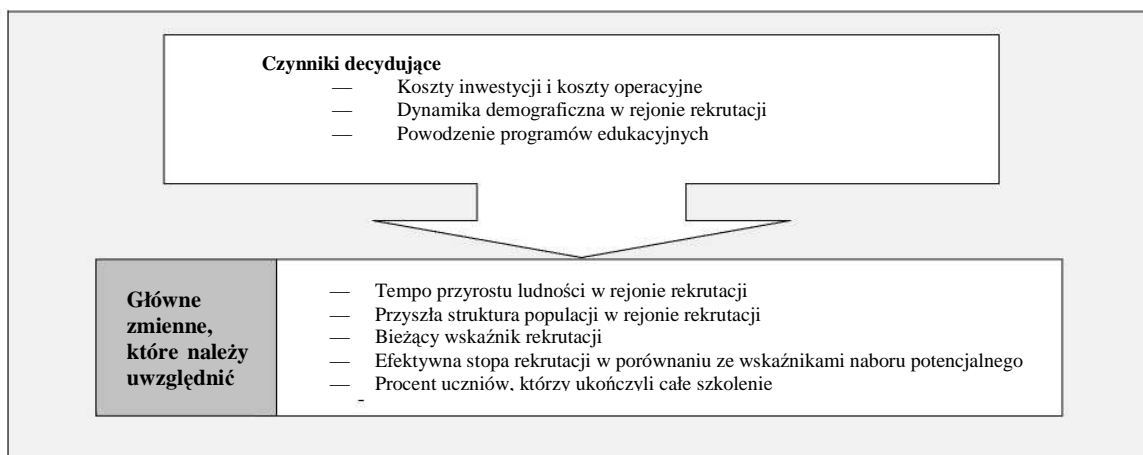 Czynniki decydujące
— Koszty inwestycji i koszty operacyjne
— Dynamika demograficzna w rejonie rekrutacji
— Powodzenie programów edukacyjnych
Główne
zmienne,
które należy
uwzględnić
— Tempo przyrostu ludności w rejonie rekrutacji
— Przyszła struktura populacji w rejonie rekrutacji
— Bieżący wskaźnik rekrutacji
— Efektywna stopa rekrutacji w porównaniu ze wskaźnikami naboru potencjalnego
— Procent uczniów, którzy ukończyli całe szkolenie
-